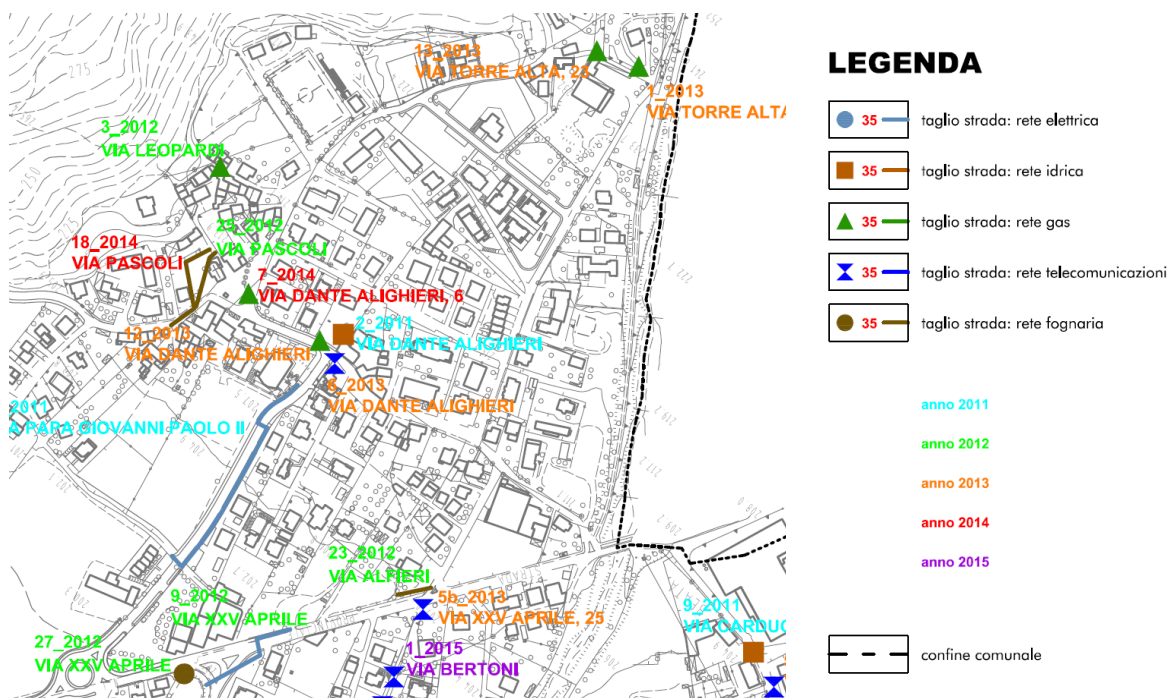 13_2013
VIA TORRE ALTA, 23
1_2013
VIA TORRE ALTA
3_2012
VIA LEOPARDI
25_2012
VIA PASCOLI
18_2014
VIA PASCOLI
7_2014
VIA DANTE ALIGHIERI, 6
2_2011
VIA DANTE ALIGHIERI
12_2013
VIA DANTE ALIGHIERI
6_2013
VIA DANTE ALIGHIERI
2011
A PAPA GIOVANNI PAOLO II
23_2012
VIA ALFIERI
9_2012
VIA XXV APRILE
5b_2013
VIA XXV APRILE, 25
9_2011
VIA CARDUC
27_2012
VIA XXV APRILE
1_2015
VIA BERTONI
275
250
LEGENDA
35 taglio strada: rete elettrica
35 taglio strada: rete idrica
35 taglio strada: rete gas
35 taglio strada: rete telecomunicazioni
35 taglio strada: rete fognaria
anno 2011
anno 2012
anno 2013
anno 2014
anno 2015
confine comunale